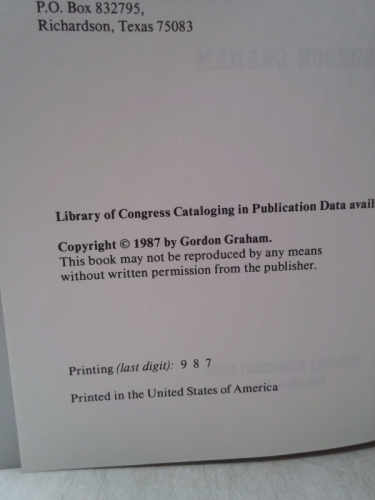 P.O. Box 832795,
Richardson, Texas 75083
GORDON GRAHAM
Library of Congress Cataloging in Publication Data avail
Copyright © 1987 by Gordon Graham.
This book may not be reproduced by any means
without written permission from the publisher.
Printing (last digit): 9 8 7
Printed in the United States of America